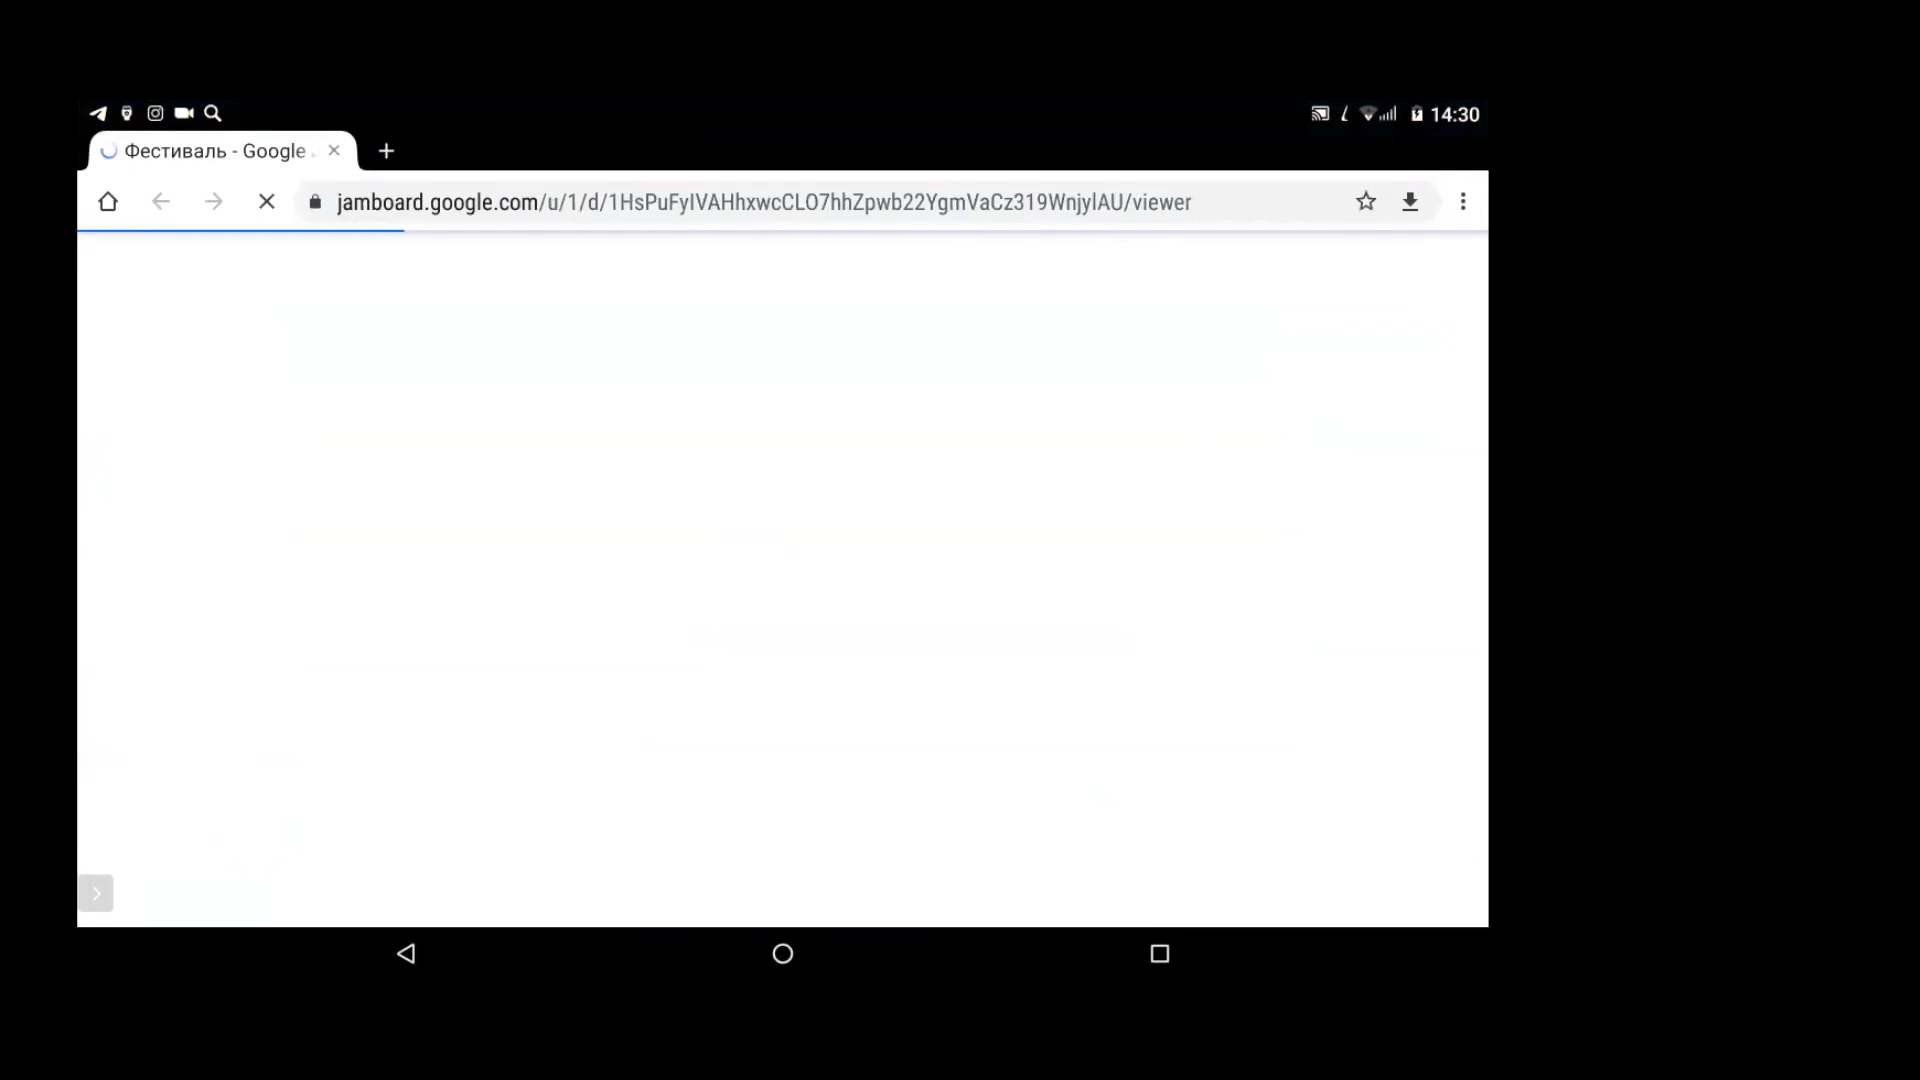 14:30
Фестиваль - Google
jamboard.google.com/u/1/d/1HsPuFyIVAHhxwcCLO7hhZpwb22YgmVaCz319WnjylAU/viewer